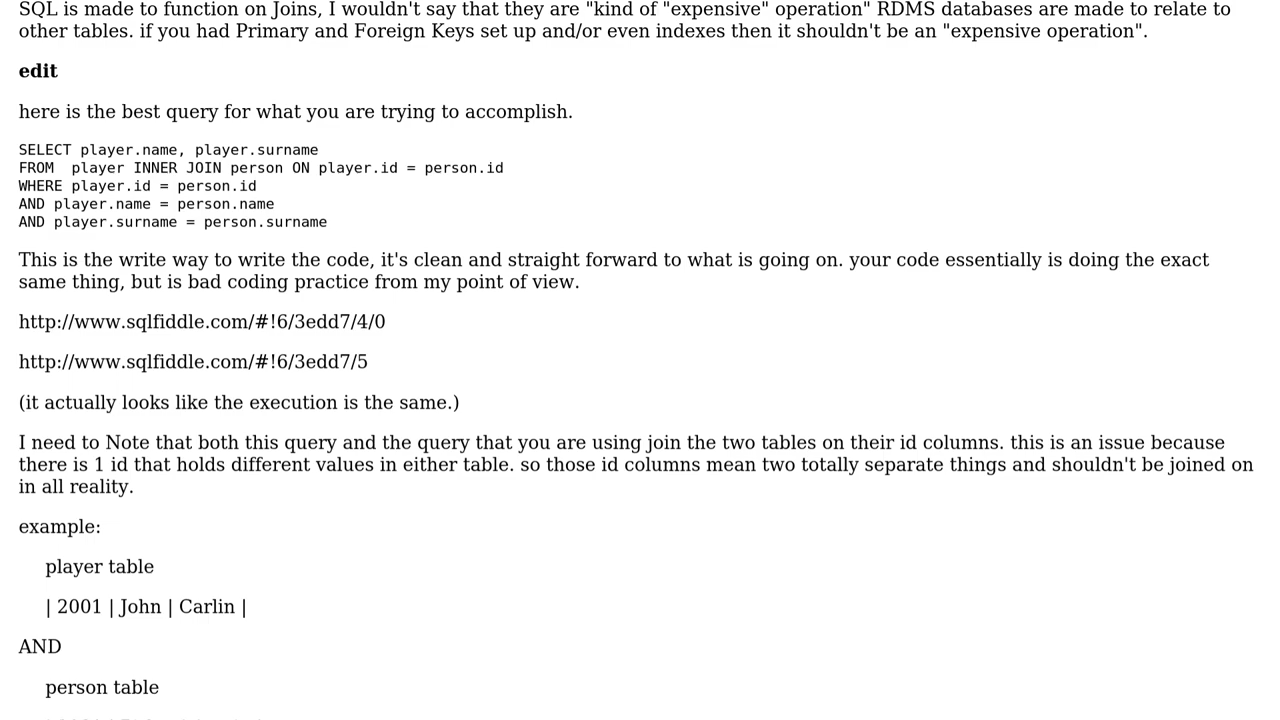 SQL is made to function on Joins, I wouldn't say that they are "kind of "expensive" operation" RDMS databases are made to relate to
other tables. if you had Primary and Foreign Keys set up and/or even indexes then it shouldn't be an "expensive operation".
edit
here is the best query for what you are trying to accomplish.
SELECT player.name, player.surname
FROM  player INNER JOIN person ON player.id = person.id
WHERE player.id = person.id
AND player.name = person.name
AND player.surname = person.surname
This is the write way to write the code, it's clean and straight forward to what is going on. your code essentially is doing the exact
same thing, but is bad coding practice from my point of view.
http://www.sqlfiddle.com/#!6/3edd7/4/0
http://www.sqlfiddle.com/#!6/3edd7/5
(it actually looks like the execution is the same.)
I need to Note that both this query and the query that you are using join the two tables on their id columns. this is an issue because
there is 1 id that holds different values in either table. so those id columns mean two totally separate things and shouldn't be joined on
in all reality.
example:
player table
| 2001 | John | Carlin |
AND
person table